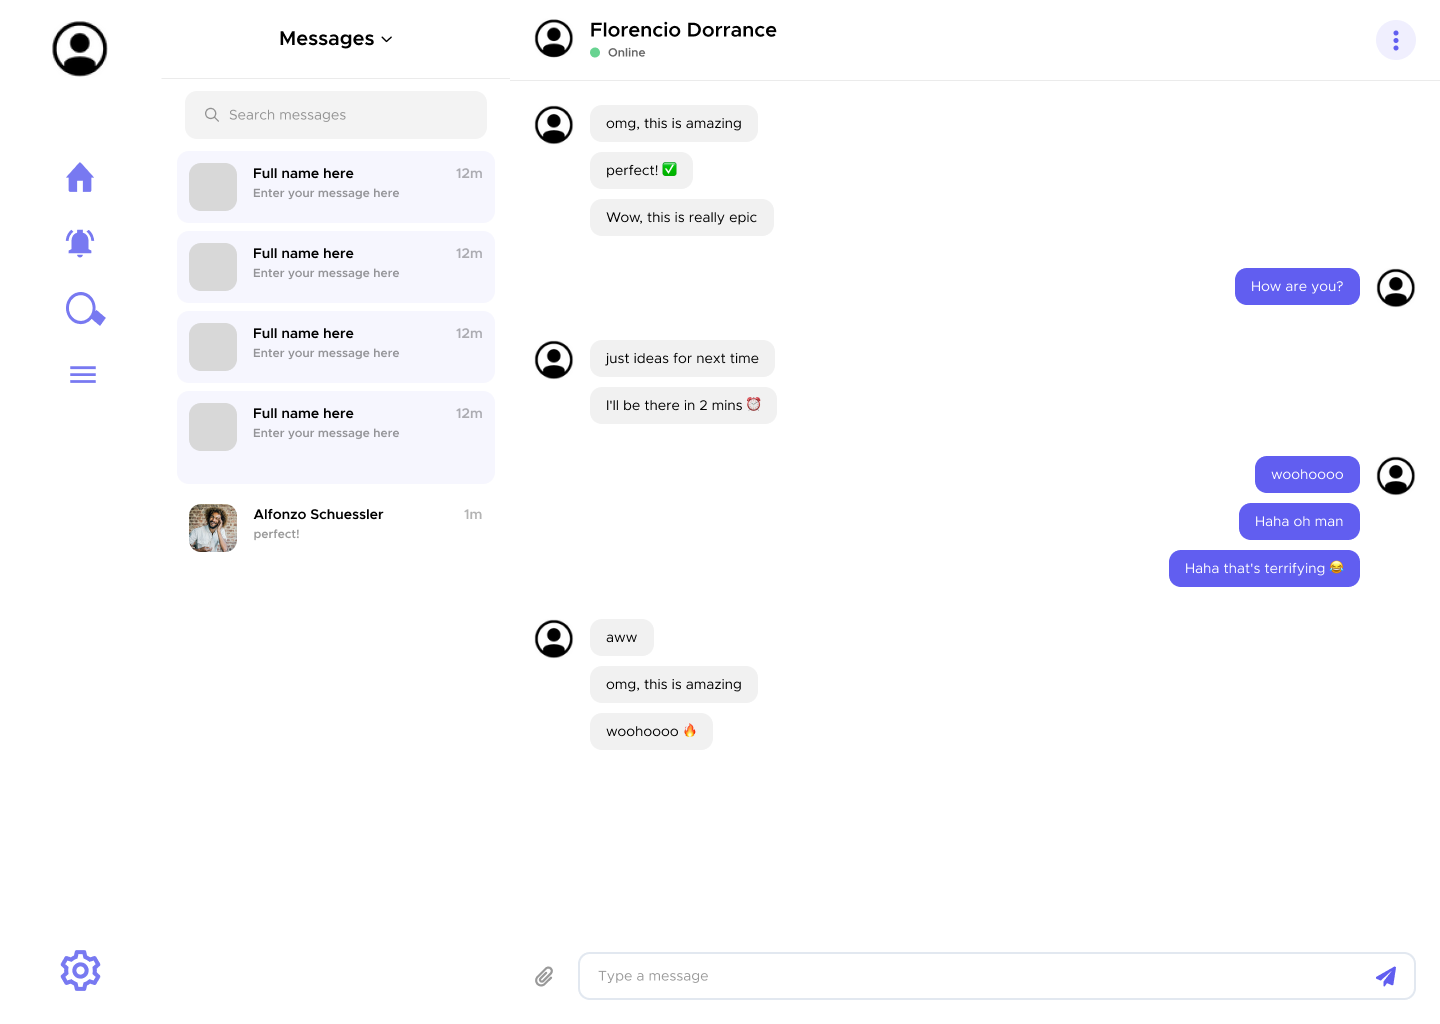 Messages
Search messages
Full name here
12m
Enter your message here
Full name here
12m
Enter your message here
Full name here
12m
Enter your message here
Full name here
12m
Enter your message here
Alfonzo Schuessler
1m
perfect!
Florencio Dorrance
Online
omg, this is amazing
perfect! ✅
Wow, this is really epic
How are you?
just ideas for next time
I'll be there in 2 mins ⏰
woohoooo
Haha oh man
Haha that's terrifying 😂
aww
omg, this is amazing
woohoooo 🔥
Type a message